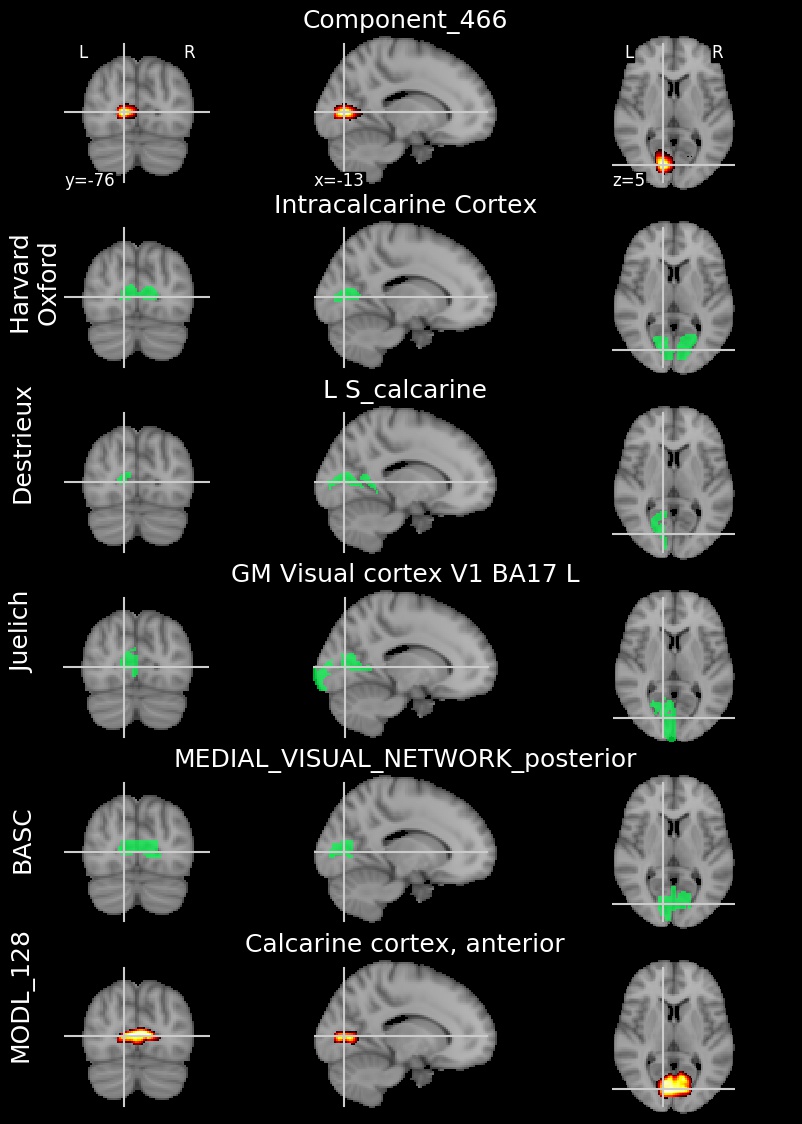 Component_466
L R L R
y=-76 x=-13 z=5
Intracalcarine Cortex
Harvard
Oxford
L S_calcarine
Destrieux
GM Visual cortex V1 BA17 L
Juelich
MEDIAL_VISUAL_NETWORK_posterior
BASC
Calcarine cortex, anterior
MODL_128